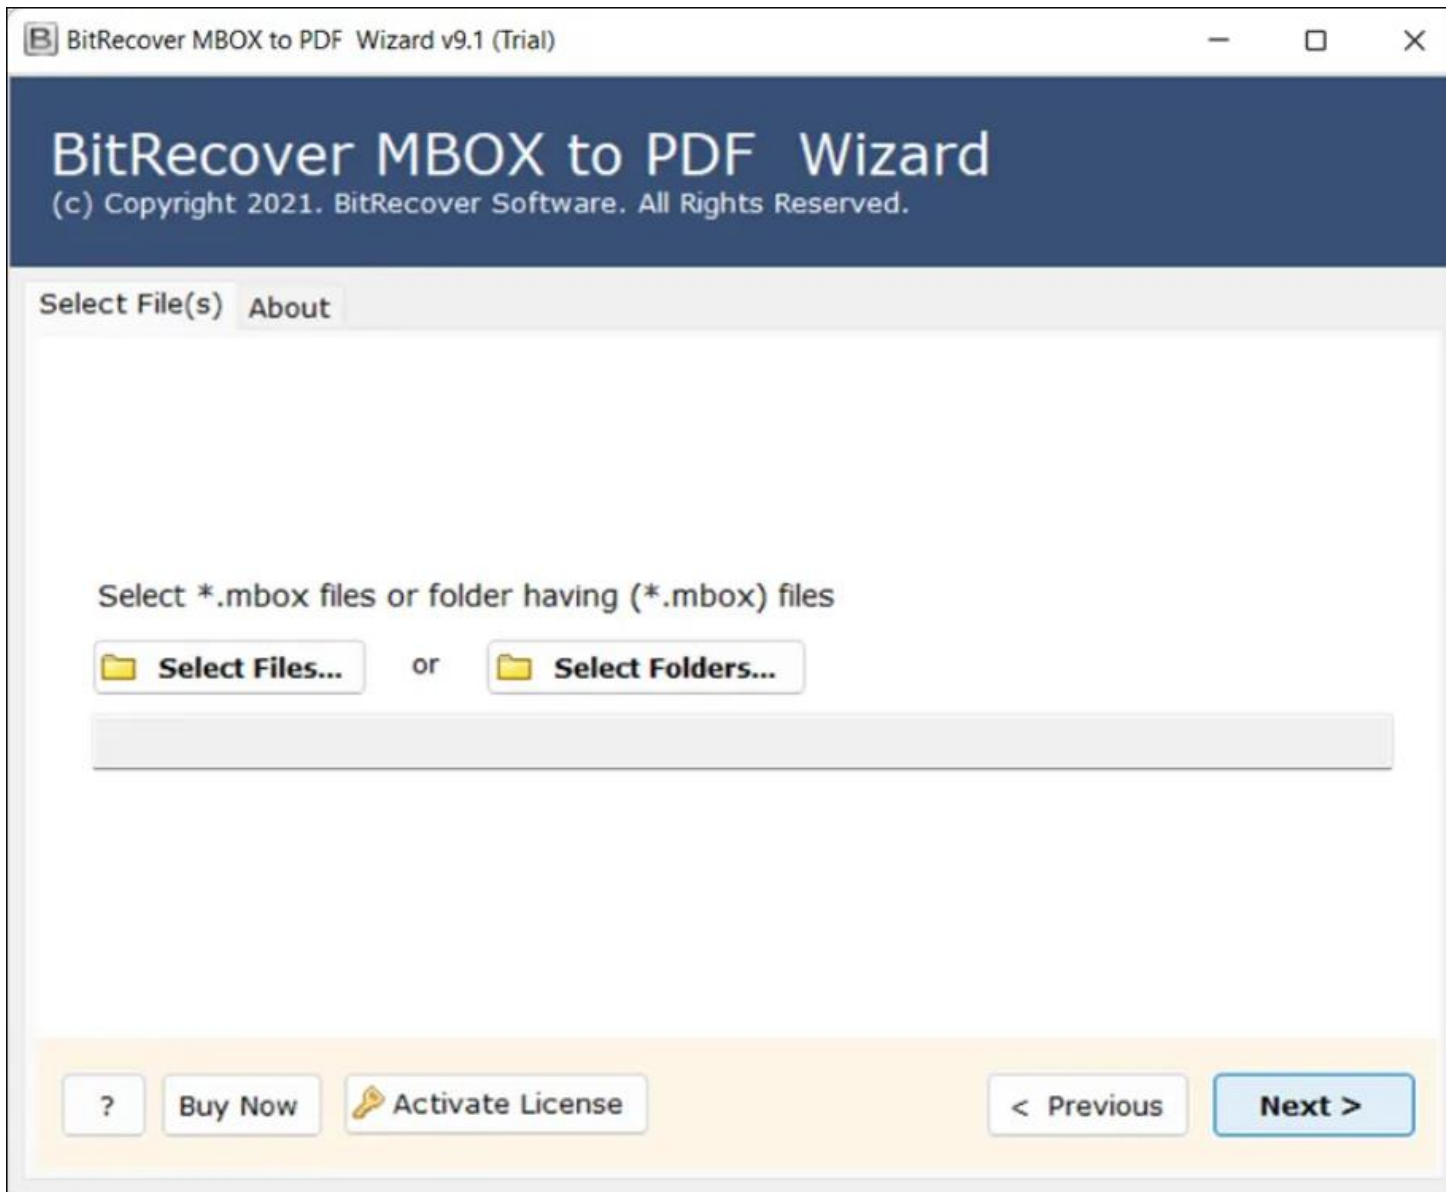 BitRecover MBOX to PDF  Wizard v9.1 (Trial)
BitRecover MBOX to PDF  Wizard
(c) Copyright 2021. BitRecover Software. All Rights Reserved.
Select File(s) About
Select *.mbox files or folder having (*.mbox) files
Select Files... or Select Folders...
? Buy Now Activate License < Previous Next >